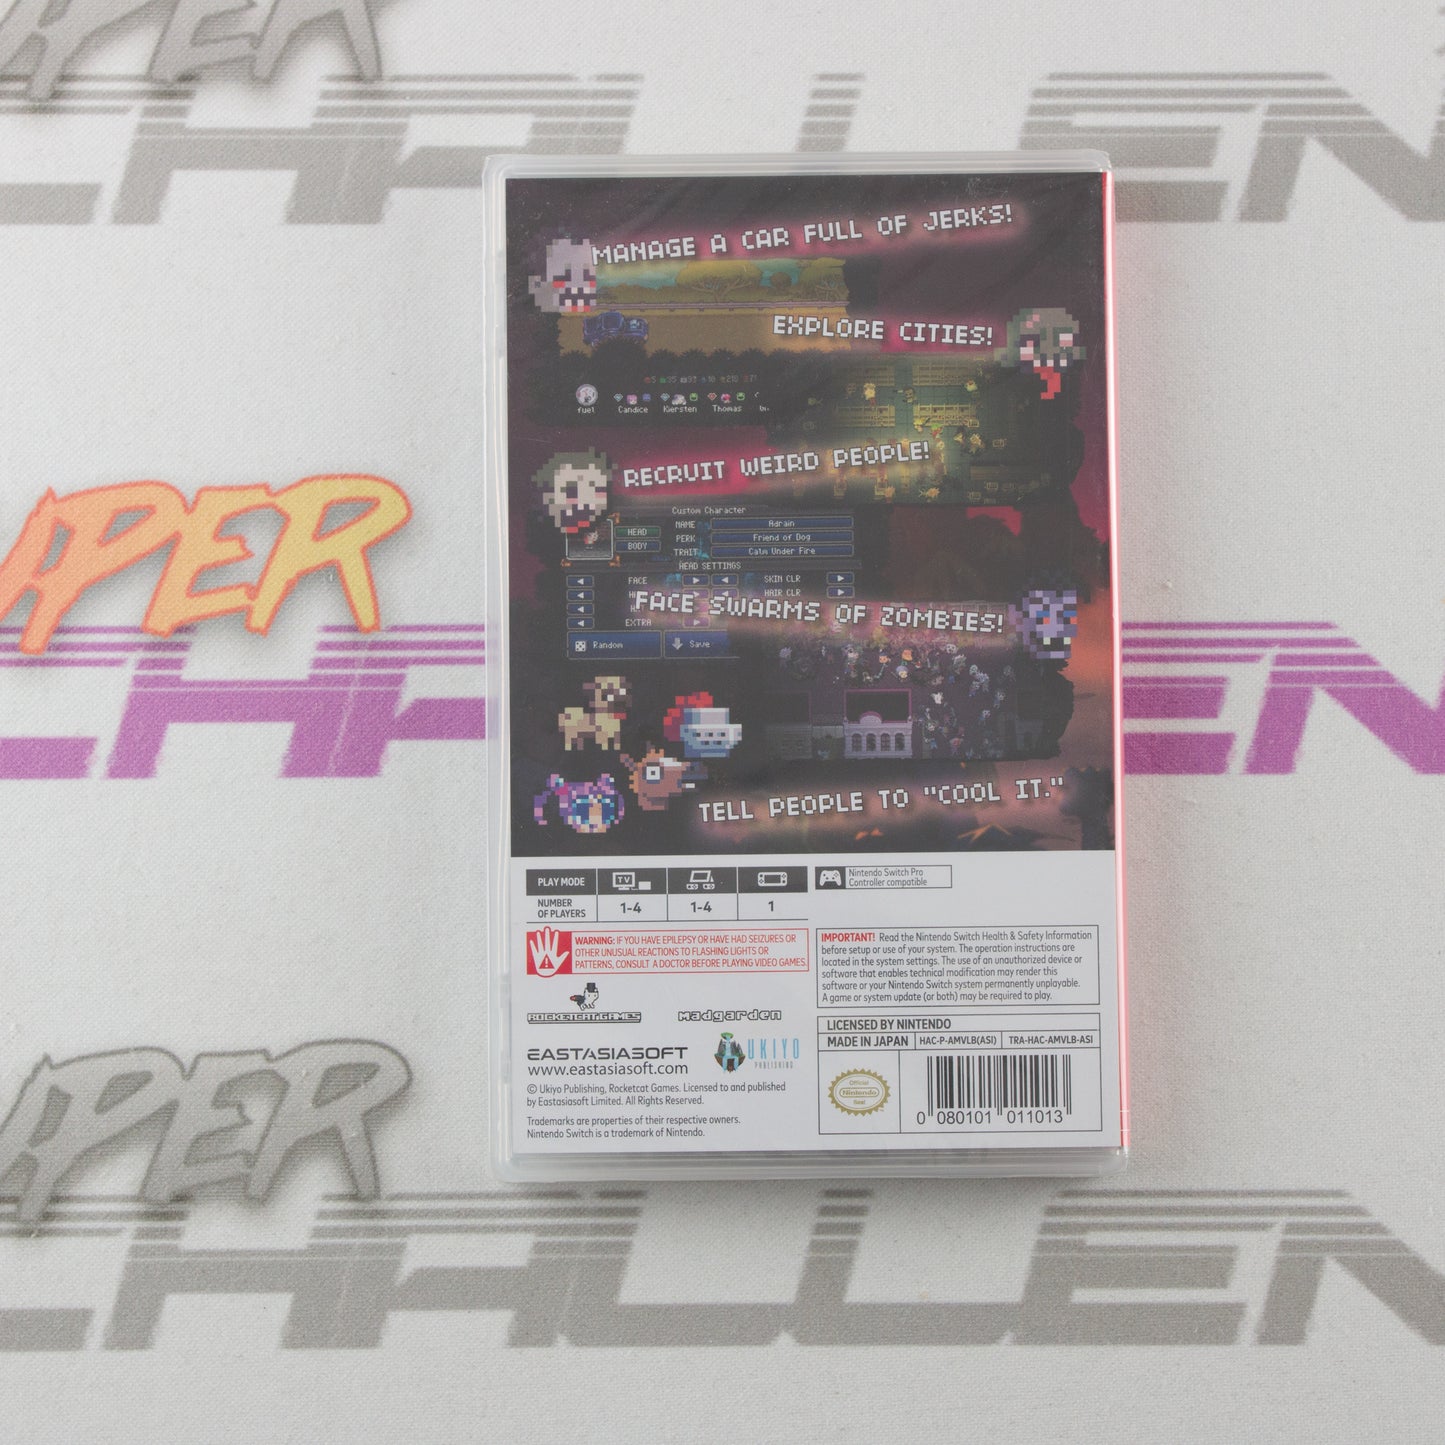 MANAGE A CAR FULL OF JERKS!
EXPLORE CITIES!
fuel
Candice
Kiersten
Thomas
RECRUIT WEIRD PEOPLE!
Custom Character
NAME
Adrain
HEAD
PERK
Friend of Dog
BODY
TRAIT
Calm Under Fire
HEAD SETTINGS
FACE
SKIN CLR
HAIR CLR
FACE SWARMS OF ZOMBIES!
EXTRA
Random
Save
TELL PEOPLE TO "COOL IT."
PLAY MODE
TV
NUMBER
OF PLAYERS
1-4
1-4
1
Nintendo Switch Pro
Controller compatible
WARNING: IF YOU HAVE EPILEPSY OR HAVE HAD SEIZURES OR
OTHER UNUSUAL REACTIONS TO FLASHING LIGHTS OR
PATTERNS, CONSULT A DOCTOR BEFORE PLAYING VIDEO GAMES.
IMPORTANT! Read the Nintendo Switch Health & Safety Information
before setup or use of your system. The operation instructions are
located in the system settings. The use of an unauthorized device or
software that enables technical modification may render this
software or your Nintendo Switch system permanently unplayable.
A game or system update (or both) may be required to play.
ROCKETCAT GAMES
madgarden
EASTASIASOFT
www.eastasiasoft.com
UKIYO
PUBLISHING
© Ukiyo Publishing, Rocketcat Games. Licensed to and published
by Eastasiasoft Limited. All Rights Reserved.
Trademarks are properties of their respective owners.
Nintendo Switch is a trademark of Nintendo.
LICENSED BY NINTENDO
MADE IN JAPAN
HAC-P-AMVLB(ASI)
TRA-HAC-AMVLB-ASI
Official
Nintendo
Seal
0 080101 011013